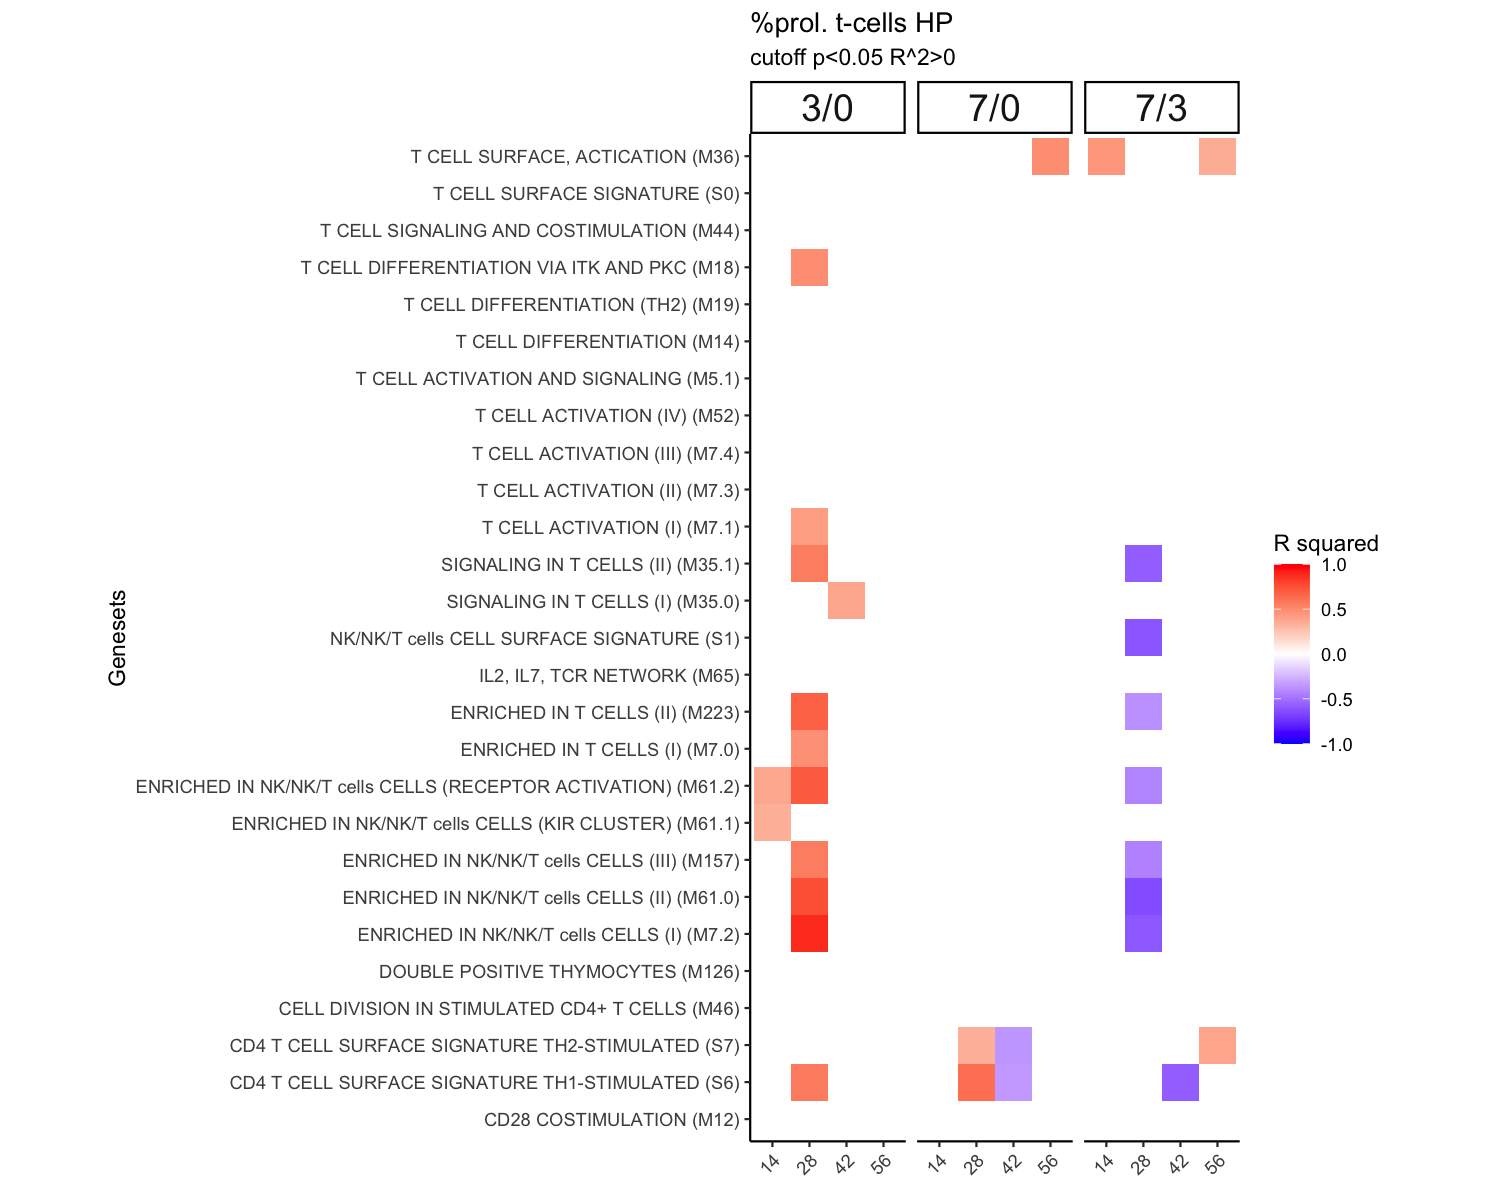 %prol. t-cells HP
cutoff p<0.05 R^2>0
3/0 7/0 7/3
T CELL SURFACE, ACTICATION (M36)
T CELL SURFACE SIGNATURE (S0)
T CELL SIGNALING AND COSTIMULATION (M44)
T CELL DIFFERENTIATION VIA ITK AND PKC (M18)
T CELL DIFFERENTIATION (TH2) (M19)
T CELL DIFFERENTIATION (M14)
T CELL ACTIVATION AND SIGNALING (M5.1)
T CELL ACTIVATION (IV) (M52)
T CELL ACTIVATION (III) (M7.4)
T CELL ACTIVATION (II) (M7.3)
T CELL ACTIVATION (I) (M7.1)
SIGNALING IN T CELLS (II) (M35.1)
SIGNALING IN T CELLS (I) (M35.0)
NK/NK/T cells CELL SURFACE SIGNATURE (S1)
IL2, IL7, TCR NETWORK (M65)
ENRICHED IN T CELLS (II) (M223)
ENRICHED IN T CELLS (I) (M7.0)
ENRICHED IN NK/NK/T cells CELLS (RECEPTOR ACTIVATION) (M61.2)
ENRICHED IN NK/NK/T cells CELLS (KIR CLUSTER) (M61.1)
ENRICHED IN NK/NK/T cells CELLS (III) (M157)
ENRICHED IN NK/NK/T cells CELLS (II) (M61.0)
ENRICHED IN NK/NK/T cells CELLS (I) (M7.2)
DOUBLE POSITIVE THYMOCYTES (M126)
CELL DIVISION IN STIMULATED CD4+ T CELLS (M46)
CD4 T CELL SURFACE SIGNATURE TH2-STIMULATED (S7)
CD4 T CELL SURFACE SIGNATURE TH1-STIMULATED (S6)
CD28 COSTIMULATION (M12)
Genesets
14 28 42 56 14 28 42 56 14 28 42 56
R squared
1.0
0.5
0.0
-0.5
-1.0